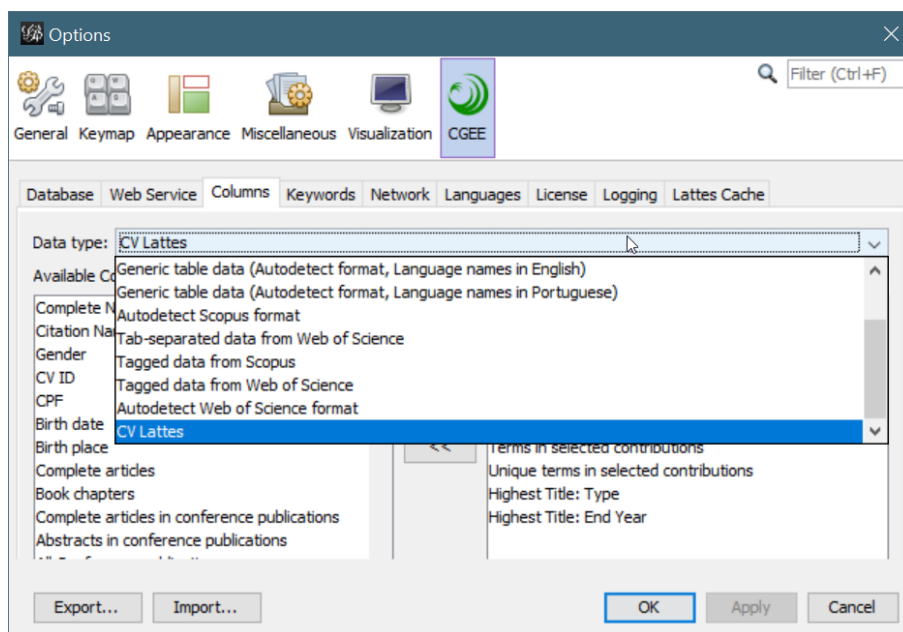 Options
Filter (Ctrl+F)
General Keymap Appearance Miscellaneous Visualization CGEE
Database Web Service Columns Keywords Network Languages License Logging Lattes Cache
Data type: CV Lattes
Available Co
Generic table data (Autodetect format, Language names in English)
Generic table data (Autodetect format, Language names in Portuguese)
Autodetect Scopus format
Tab-separated data from Web of Science
Tagged data from Scopus
Tagged data from Web of Science
Autodetect Web of Science format
CV Lattes
Complete N
Citation Na
Gender
CV ID
CPF
Birth date
Birth place
Complete articles
Book chapters
Complete articles in conference publications
Abstracts in conference publications
<<
Terms in selected contributions
Unique terms in selected contributions
Highest Title: Type
Highest Title: End Year
Export... Import... OK Apply Cancel